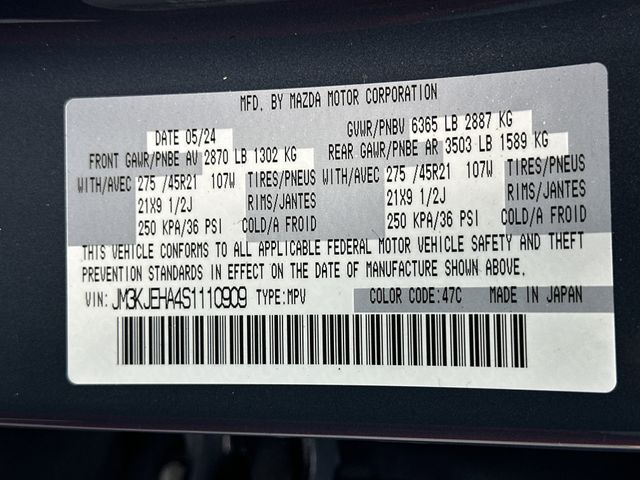 MFD. BY MAZDA MOTOR CORPORATION
DATE 05/24 GVWR/PNBV 6365 LB 2887 KG
FRONT GAWR/PNBE AV 2870 LB 1302 KG REAR GAWR/PNBE AR 3503 LB 1589 KG
WITH/AVEC 275 /45R21 107W TIRES/PNEUS WITH/AVEC 275 /45R21 107W TIRES/PNEUS
21X9 1/2J RIMS/JANTES 21X9 1/2J RIMS/JANTES
250 KPA/36 PSI COLD/A FROID 250 KPA/36 PSI COLD/A FROID
THIS VEHICLE CONFORMS TO ALL APPLICABLE FEDERAL MOTOR VEHICLE SAFETY AND THEFT
PREVENTION STANDARDS IN EFFECT ON THE DATE OF MANUFACTURE SHOWN ABOVE.
VIN: JM3KJEHA4S1110909 TYPE:MPV COLOR CODE:47C MADE IN JAPAN